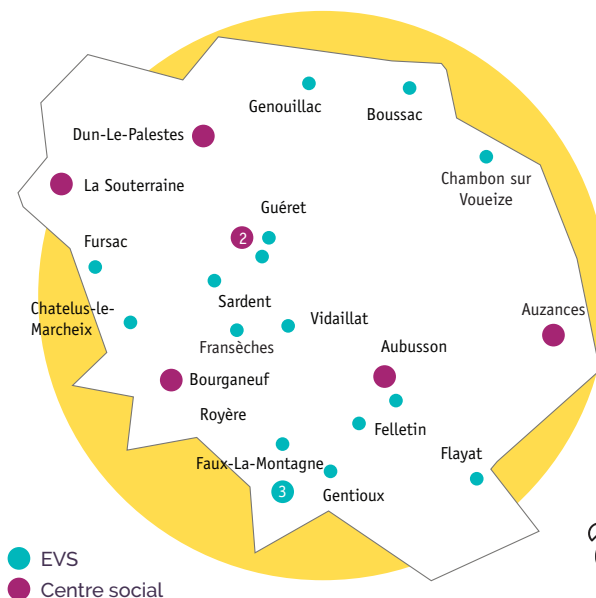 Genouillac
Boussac
Dun-Le-Palestes
Chambon sur
Voueize
La Souterraine
Guéret
2
Fursac
Sardent
Chatelus-le-
Marcheix
Vidaillat
Auzances
Fransèches
Aubusson
Bourganeuf
Royère
Felletin
Faux-La-Montagne
Flayat
3
Gentioux
EVS
Centre social